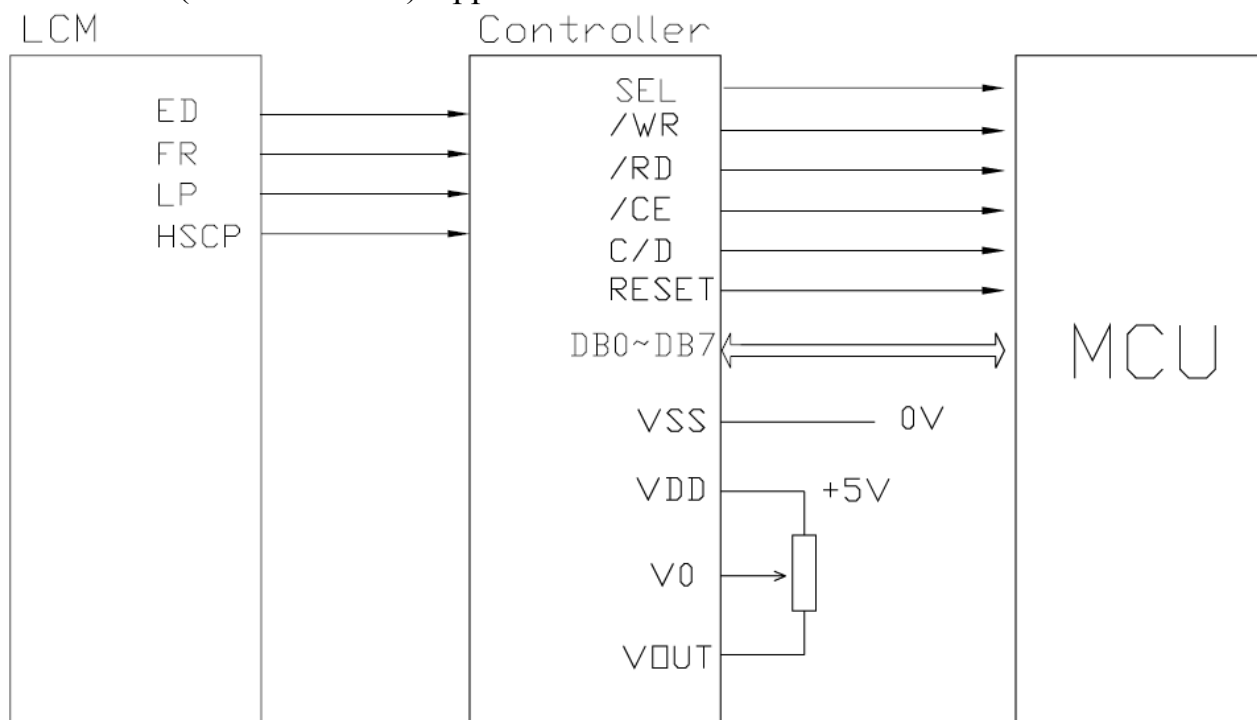 LCM
Controller
ED
FR
LP
HSCP
SEL
/WR
/RD
/CE
C/D
RESET
DB0~DB7
VSS
0V
VDD
+5V
V0
VOUT
MCU